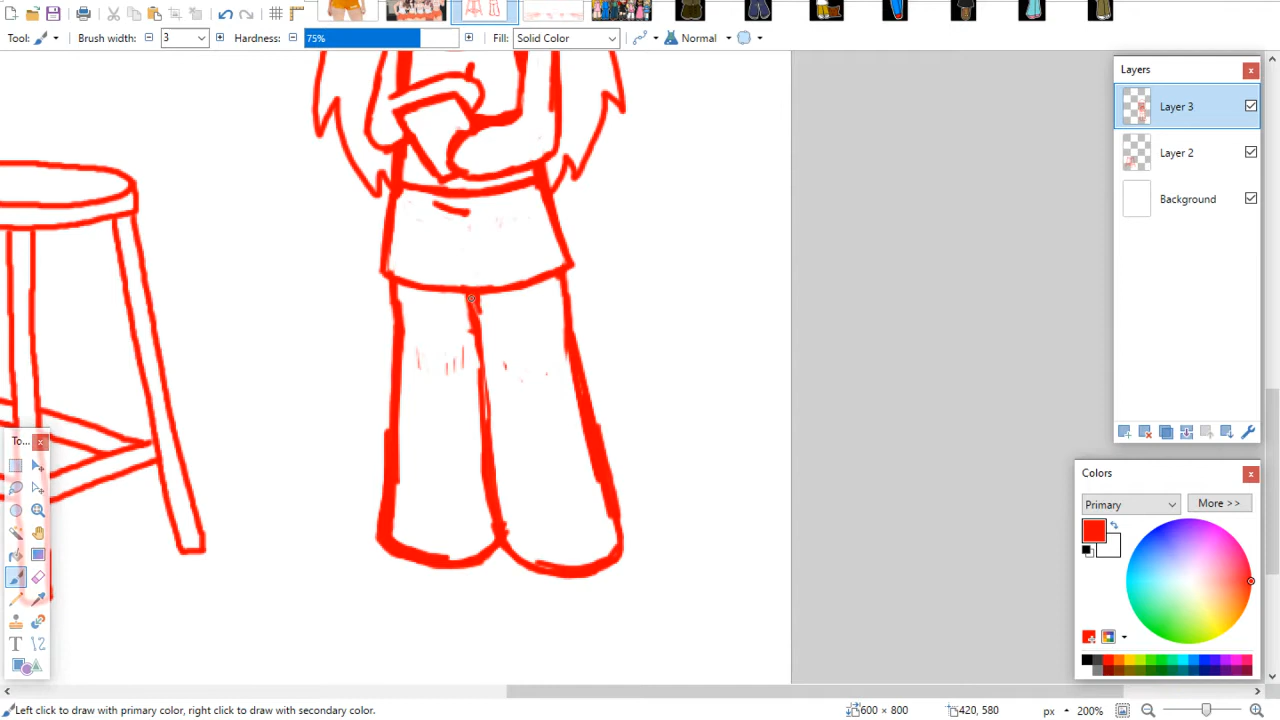 Tool:
Brush width:
3
Hardness:
75%
Fill:
Solid Color
Normal
Layers
Layer 3
Layer 2
Background
To...
T
Colors
Primary
More >>
Left click to draw with primary color, right click to draw with secondary color.
600 × 800
420, 580
px
200%